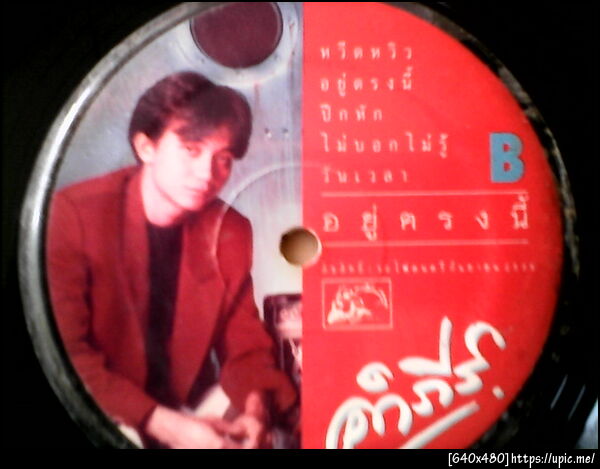 หวีดหวิว
อยู่ตรงนี้
ปีกหัก
ไม่บอกไม่รู้
วันเวลา
B
อยู่ตรงนี้
[640x480]https://upic.me/